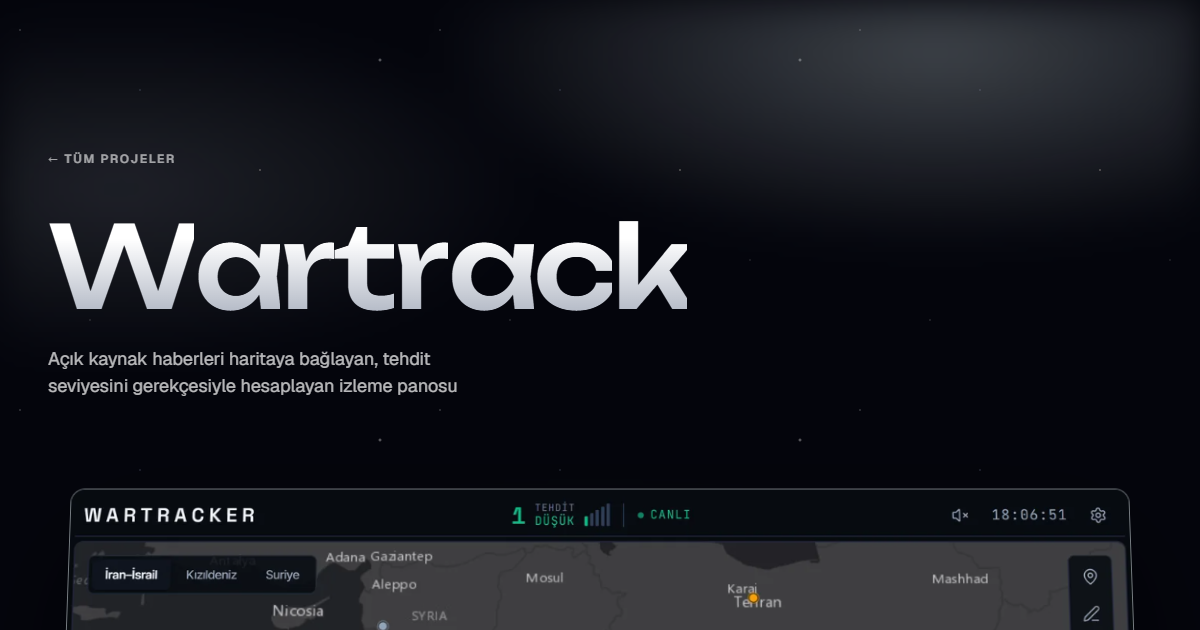 ← TÜM PROJELER
Wartrack
Açık kaynak haberleri haritaya bağlayan, tehdit
seviyesini gerekçesiyle hesaplayan izleme panosu
WARTRACKER
1 TEHDİT
DÜŞÜK
CANLI
18:06:51
İran–İsrail Kızıldeniz Suriye
Antalya
Adana Gaziantep
Aleppo
Mosul
Karaj
Tehran
Mashhad
Nicosia
SYRIA